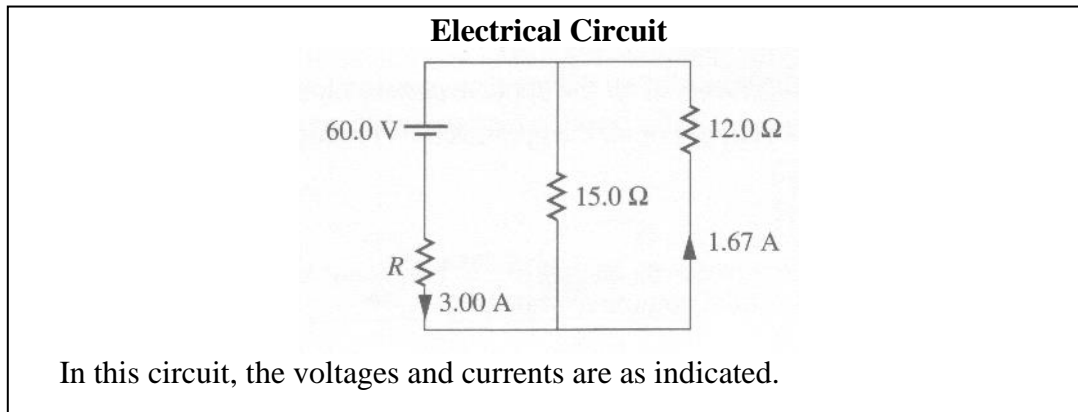 Electrical Circuit
60.0 V
12.0 Ω
15.0 Ω
1.67 A
R
3.00 A
In this circuit, the voltages and currents are as indicated.